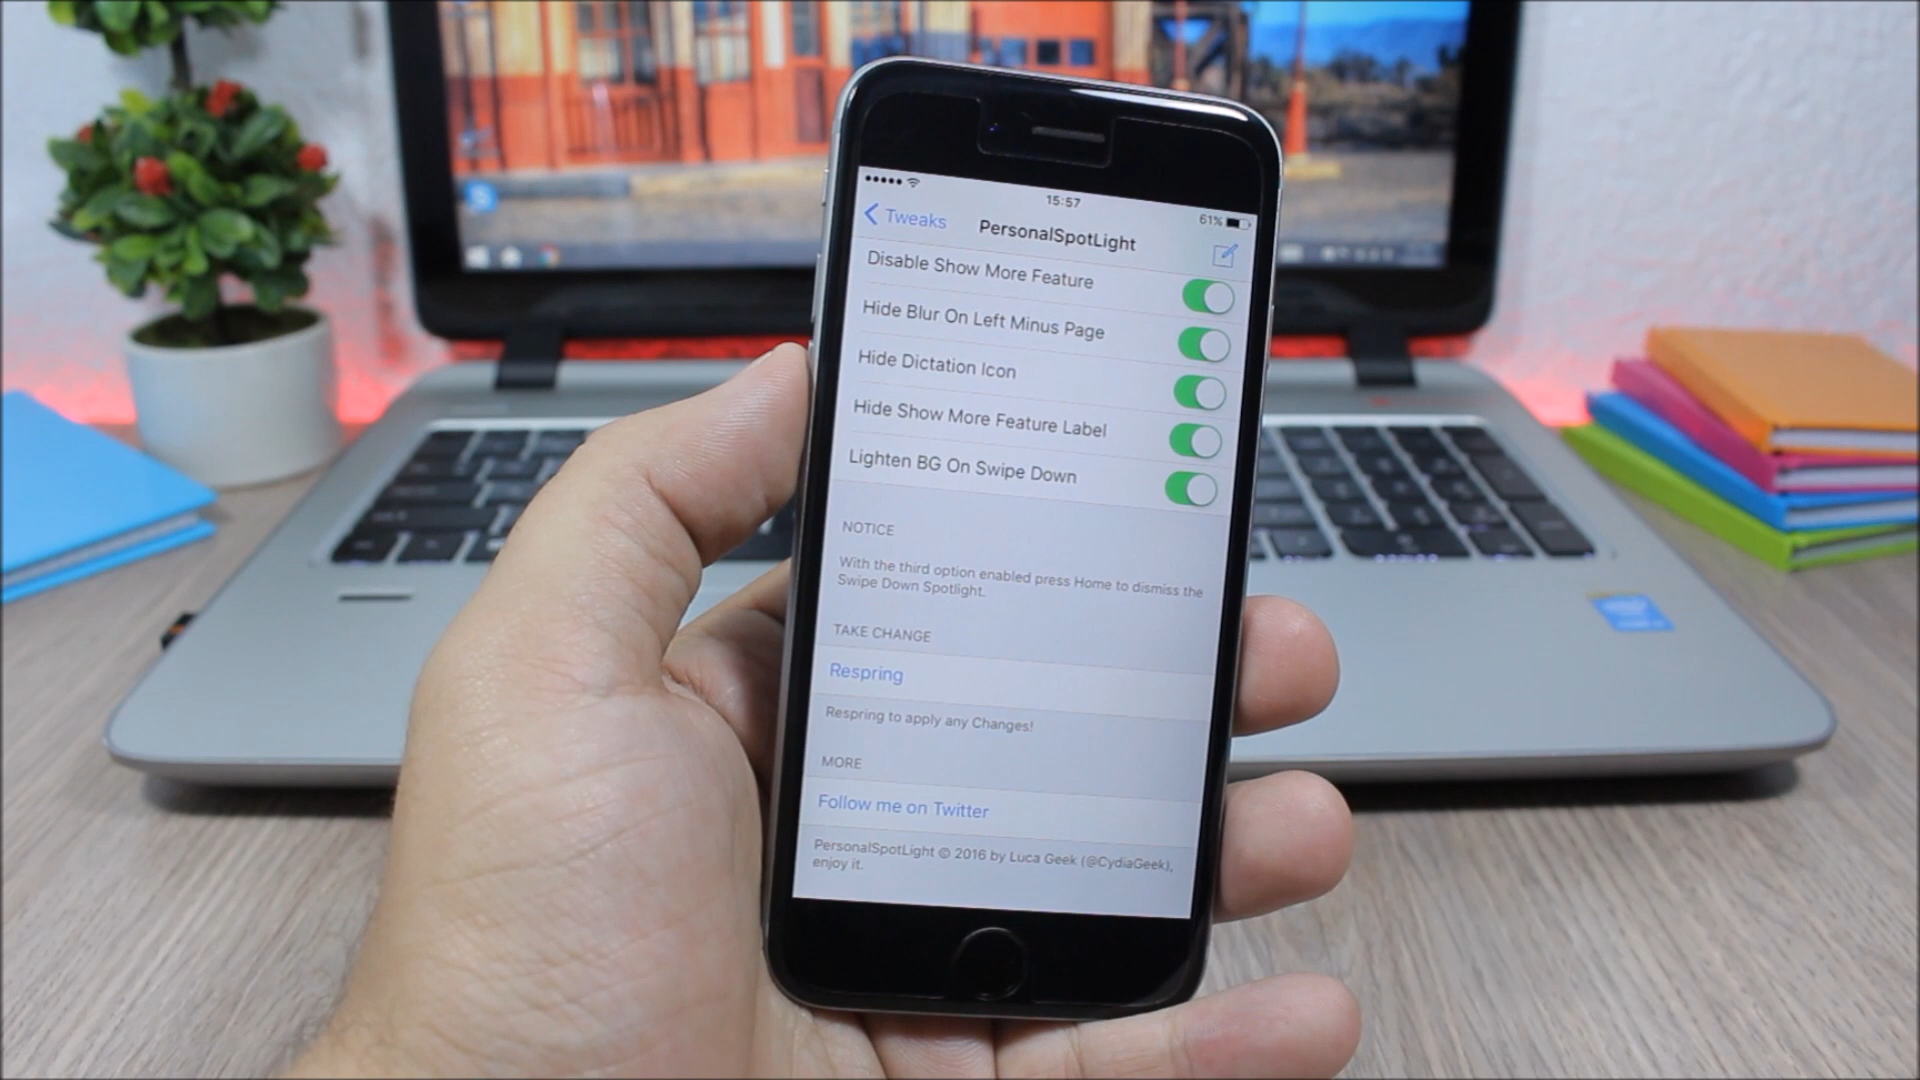 15:57
61%
Tweaks
PersonalSpotLight
Disable Show More Feature
Hide Blur On Left Minus Page
Hide Dictation Icon
Hide Show More Feature Label
Lighten BG On Swipe Down
NOTICE
With the third option enabled press Home to dismiss the
Swipe Down Spotlight.
TAKE CHANGE
Respring
Respring to apply any Changes!
MORE
Follow me on Twitter
PersonalSpotLight © 2016 by Luca Geek (@CydiaGeek),
enjoy it.